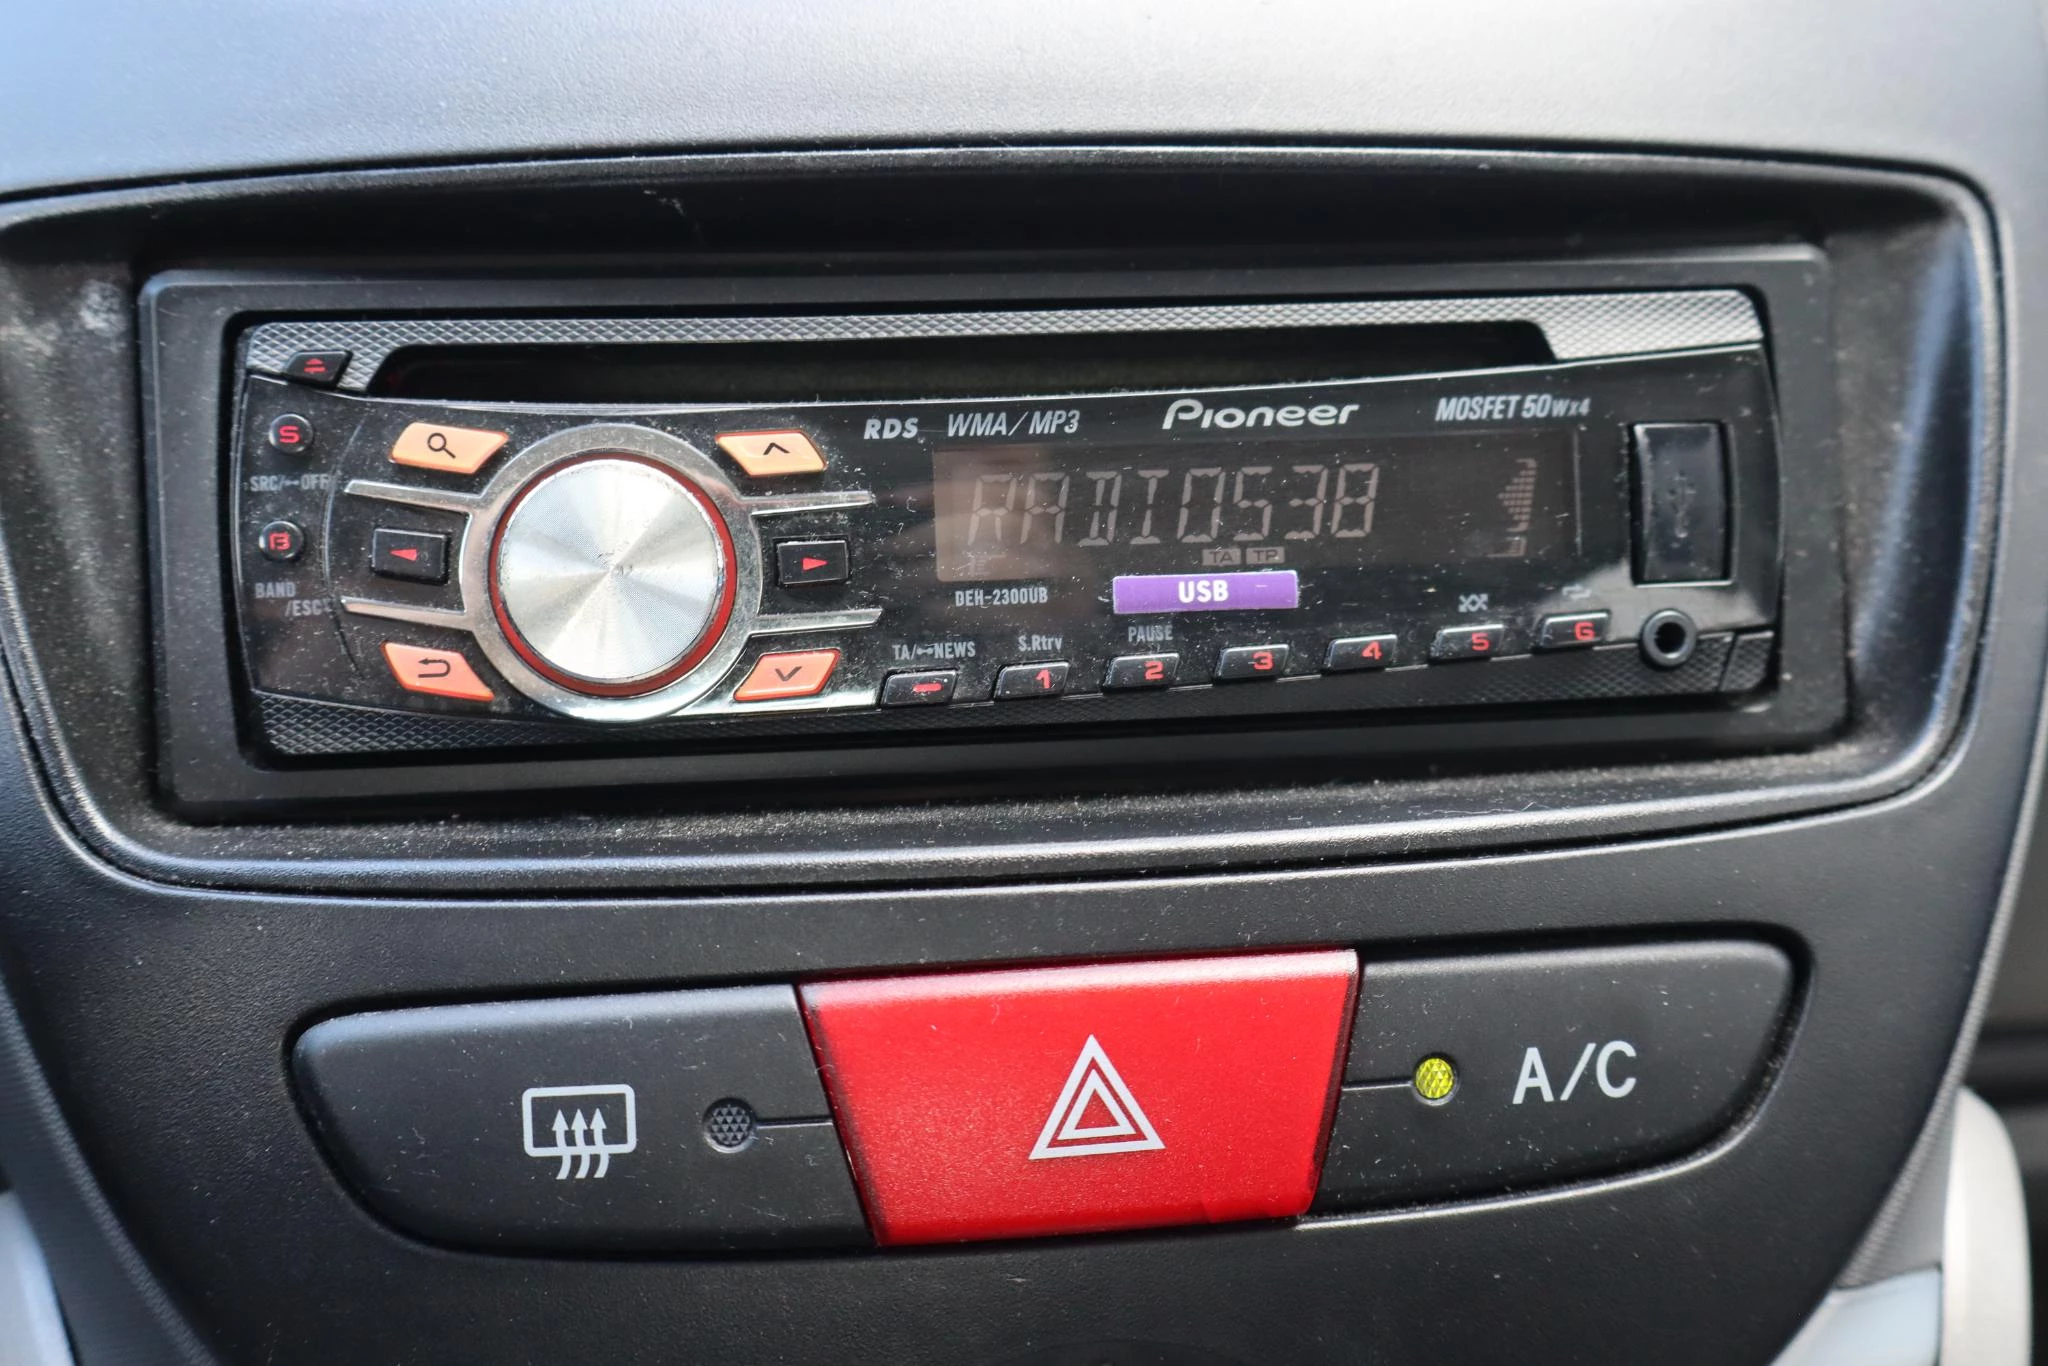 RDS WMA/MP3 Pioneer MOSFET 50Wx4
S
SRC/OFF
RADIO538
TA TP
B
BAND
/ESC
DEH-2300UB
USB
TA/NEWS S.Rtrv PAUSE
1 2 3 4 5 6
A/C